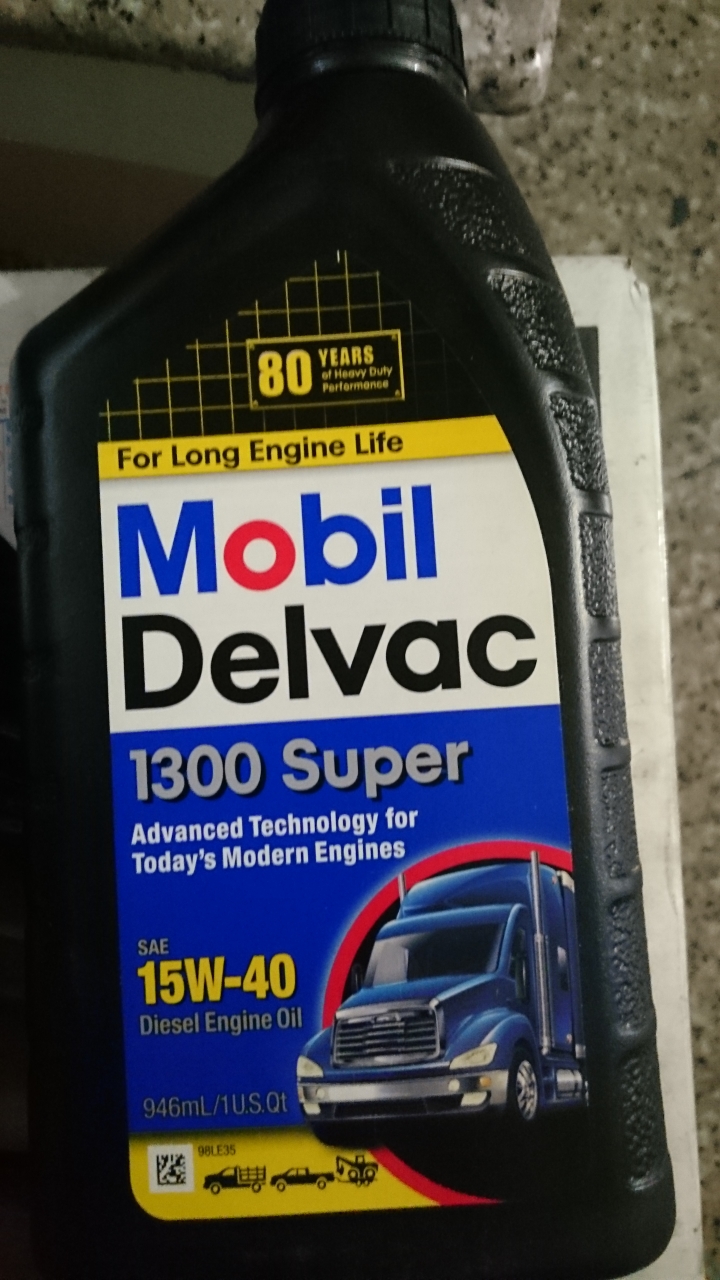 80 YEARS
of Heavy Duty
Performance
For Long Engine Life
Mobil
Delvac
1300 Super
Advanced Technology for
Today's Modern Engines
SAE
15W-40
Diesel Engine Oil
946mL/1U.S.Qt
98LE35